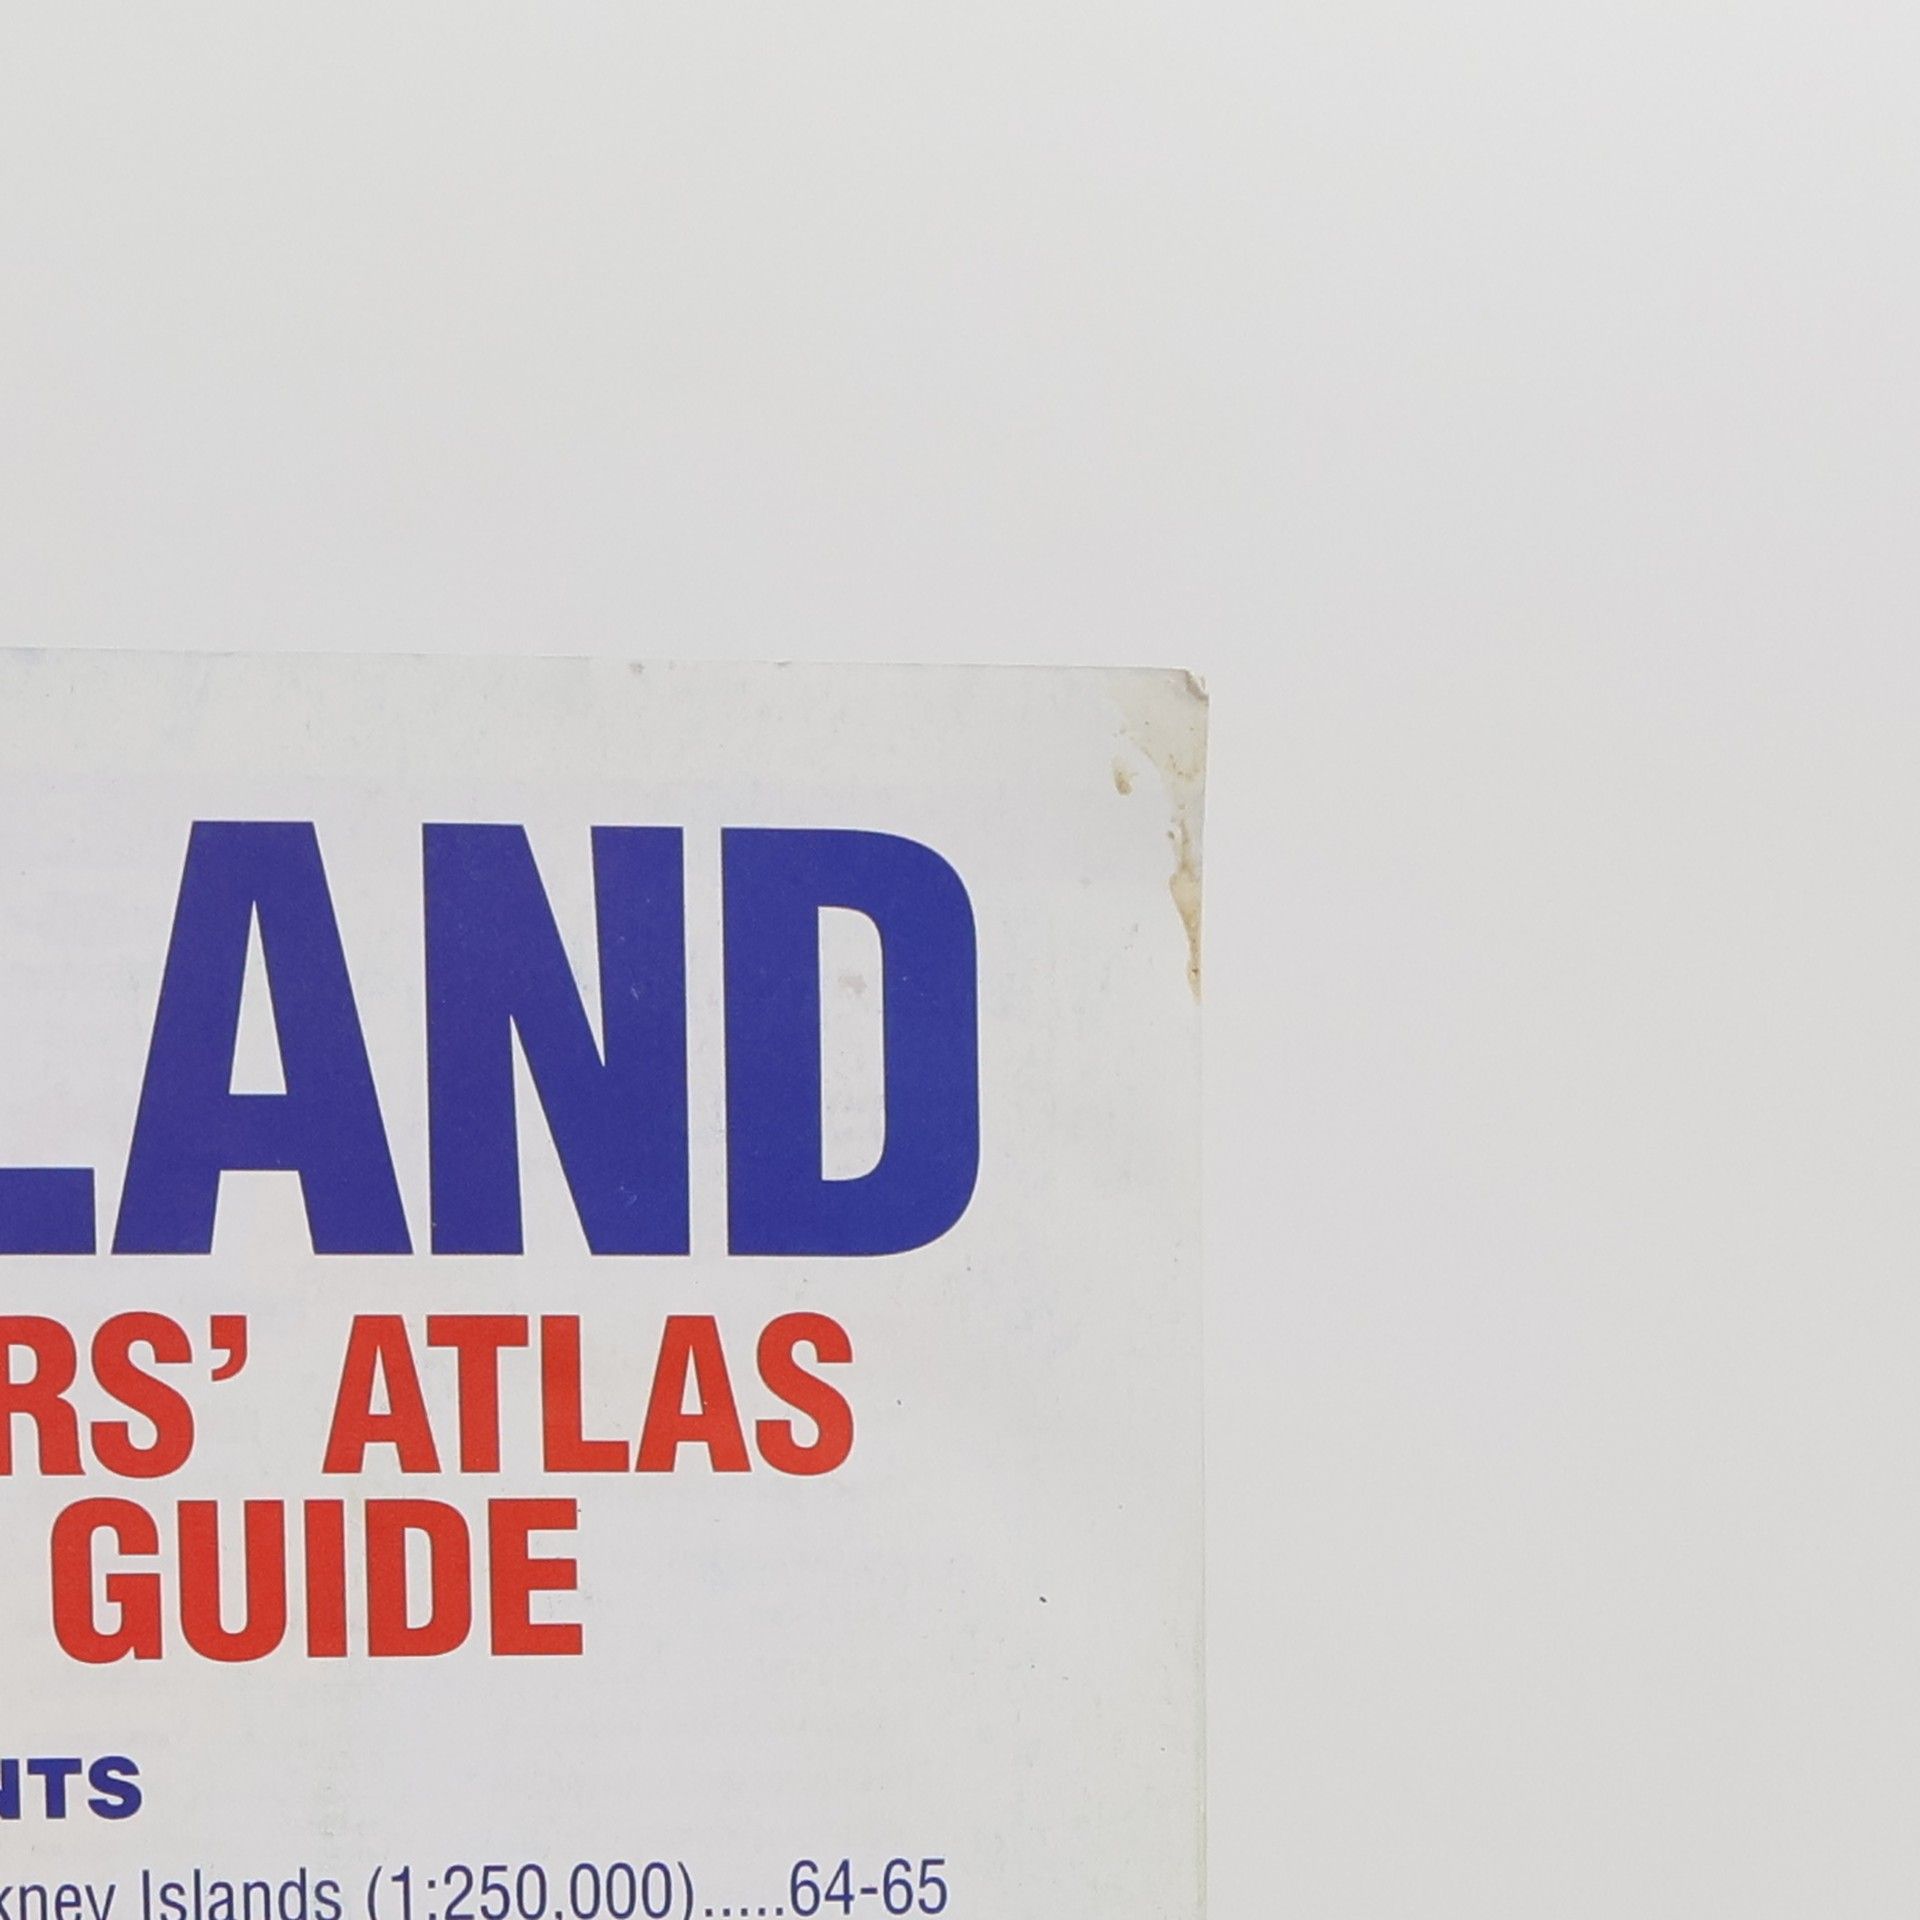 LAND
RS’ ATLAS
GUIDE
NTS
kney Islands (1:250,000).....64-65